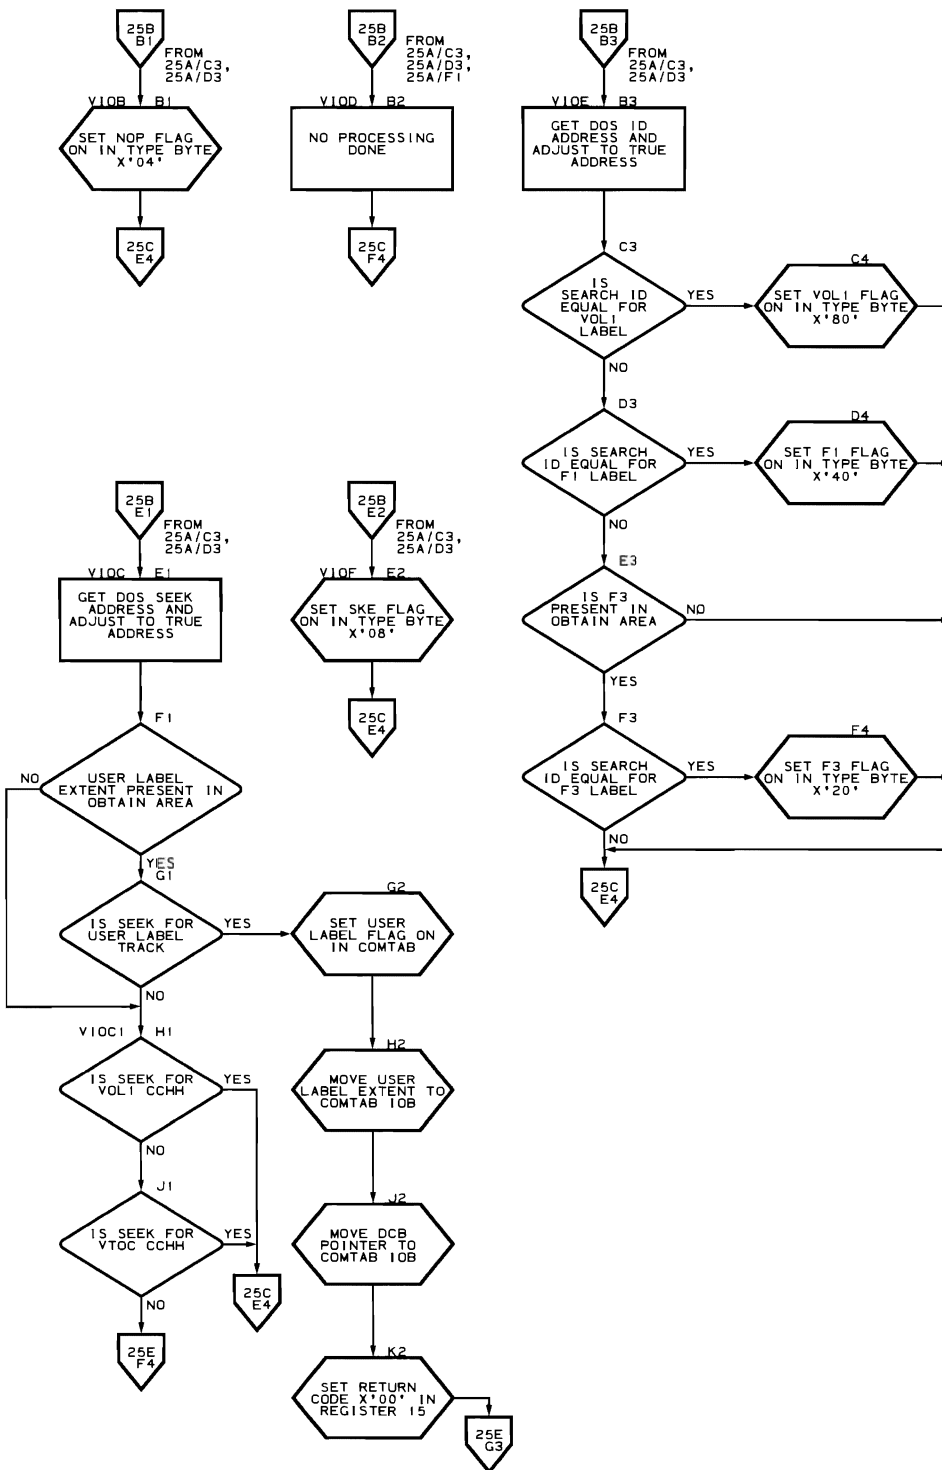 25B
B1
FROM
25A/C3,
25A/D3
VIOB B1
SET NOP FLAG
ON IN TYPE BYTE
X'04'
25C
E4
25B
B2
FROM
25A/C3,
25A/D3,
25A/F1
VIOD B2
NO PROCESSING
DONE
25C
F4
25B
B3
FROM
25A/C3,
25A/D3
VIOE B3
GET DOS ID
ADDRESS AND
ADJUST TO TRUE
ADDRESS
C3
IS
SEARCH ID
EQUAL FOR
VOL1
LABEL
YES
NO
C4
SET VOL1 FLAG
ON IN TYPE BYTE
X'80'
D3
IS SEARCH
ID EQUAL FOR
F1 LABEL
YES
NO
D4
SET F1 FLAG
ON IN TYPE BYTE
X'40'
E3
IS F3
PRESENT IN
OBTAIN AREA
NO
YES
F3
IS SEARCH
ID EQUAL FOR
F3 LABEL
YES
NO
F4
SET F3 FLAG
ON IN TYPE BYTE
X'20'
25C
E4
25B
E1
FROM
25A/C3,
25A/D3
VIOC E1
GET DOS SEEK
ADDRESS AND
ADJUST TO TRUE
ADDRESS
25B
E2
FROM
25A/C3,
25A/D3
VIOF E2
SET SKE FLAG
ON IN TYPE BYTE
X'08'
25C
E4
F1
NO
USER LABEL
EXTENT PRESENT IN
OBTAIN AREA
YES
G1
IS SEEK FOR
USER LABEL
TRACK
YES
NO
G2
SET USER
LABEL FLAG ON
IN COMTAB
VIOC1 H1
IS SEEK FOR
VOL1 CCHH
YES
NO
H2
MOVE USER
LABEL EXTENT TO
COMTAB IOB
J1
IS SEEK FOR
VTOC CCHH
YES
NO
J2
MOVE DCB
POINTER TO
COMTAB IOB
25C
E4
25E
F4
K2
SET RETURN
CODE X'00' IN
REGISTER 15
25E
G3